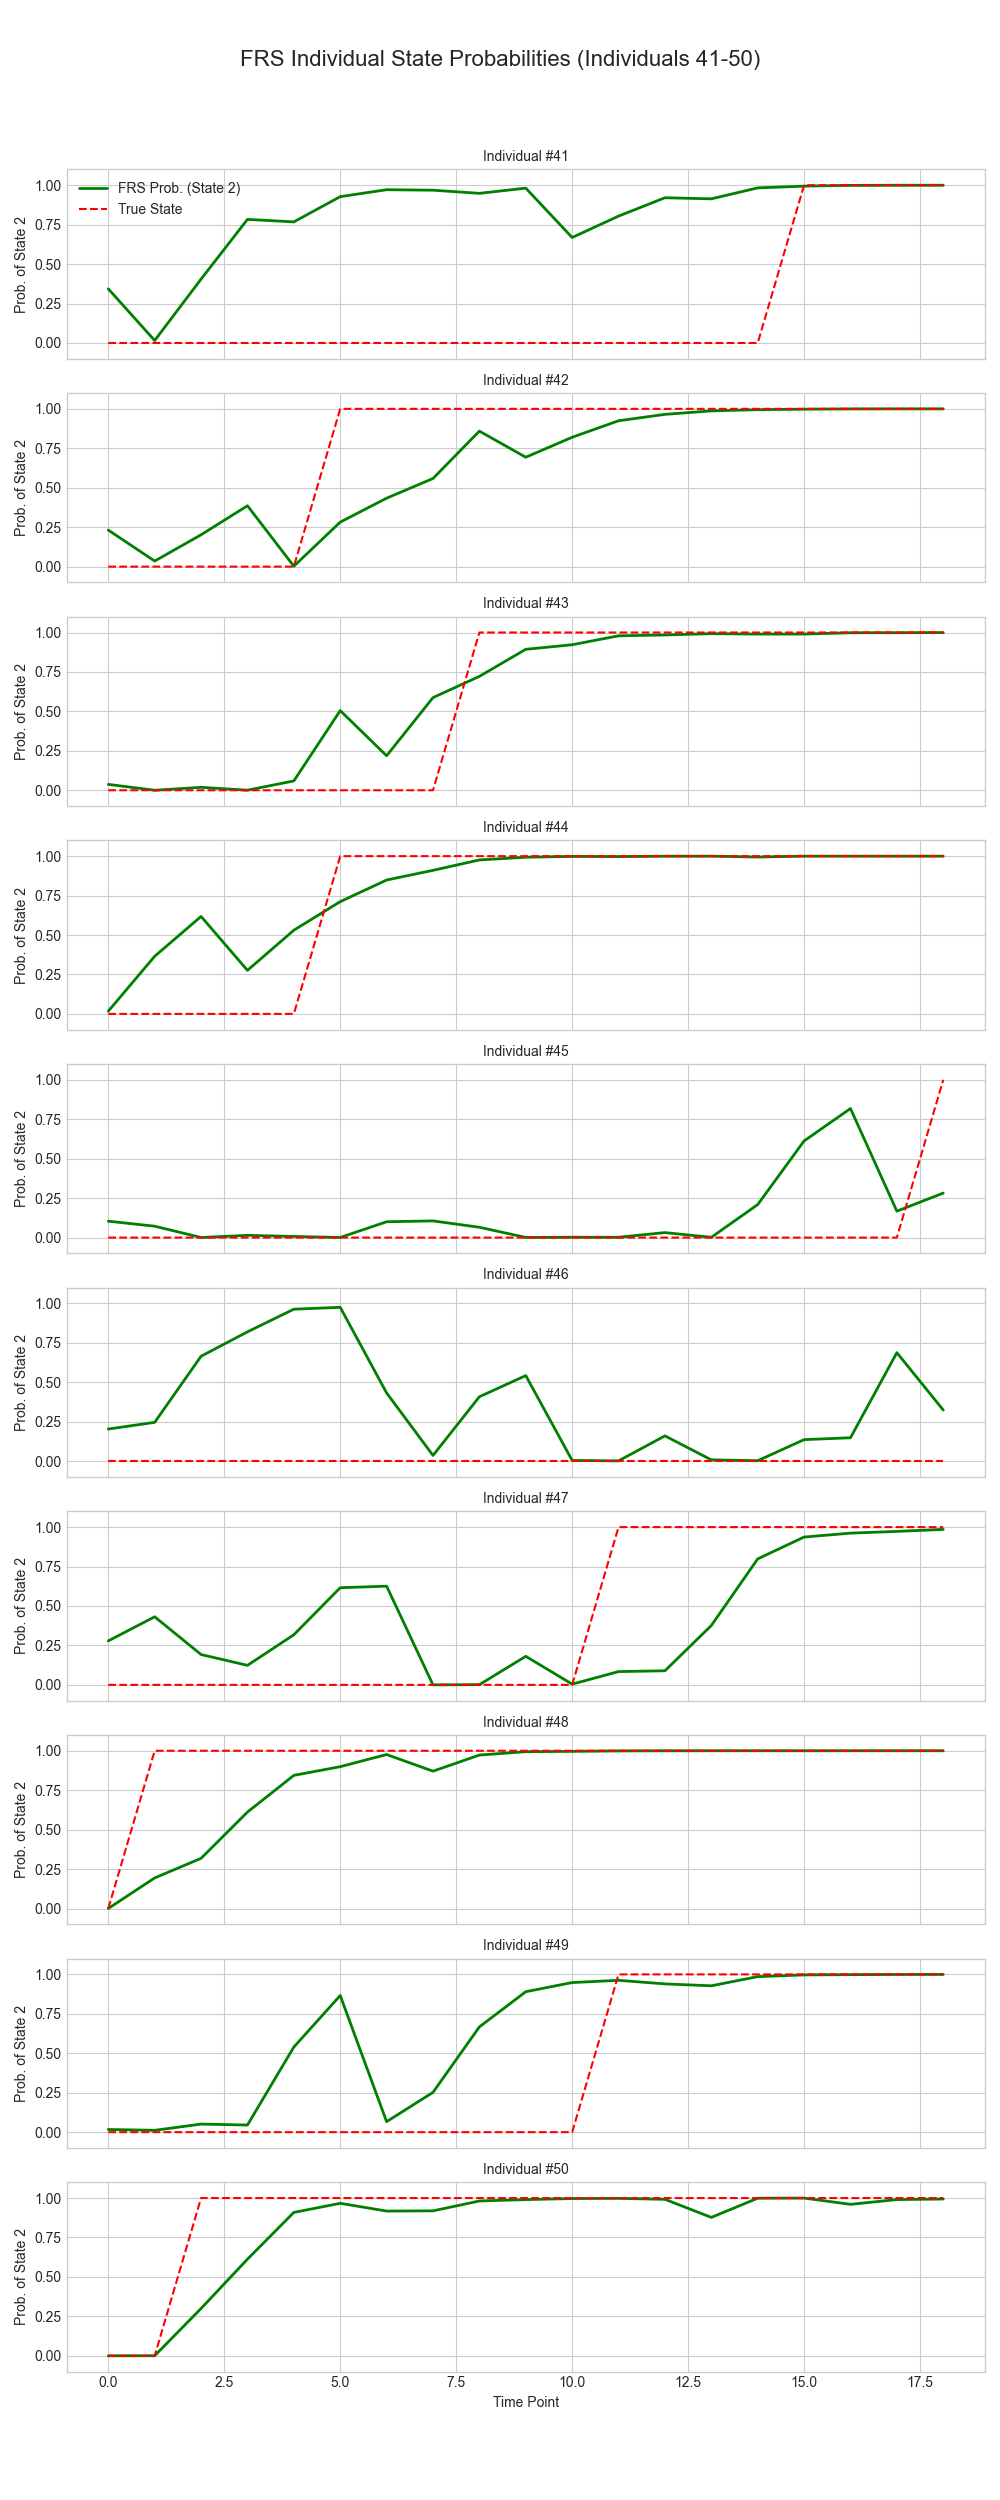 FRS Individual State Probabilities (Individuals 41-50)
Individual #41
FRS Prob. (State 2)
True State
Prob. of State 2
1.00
0.75
0.50
0.25
0.00
Individual #42
Prob. of State 2
1.00
0.75
0.50
0.25
0.00
Individual #43
Prob. of State 2
1.00
0.75
0.50
0.25
0.00
Individual #44
Prob. of State 2
1.00
0.75
0.50
0.25
0.00
Individual #45
Prob. of State 2
1.00
0.75
0.50
0.25
0.00
Individual #46
Prob. of State 2
1.00
0.75
0.50
0.25
0.00
Individual #47
Prob. of State 2
1.00
0.75
0.50
0.25
0.00
Individual #48
Prob. of State 2
1.00
0.75
0.50
0.25
0.00
Individual #49
Prob. of State 2
1.00
0.75
0.50
0.25
0.00
Individual #50
Prob. of State 2
1.00
0.75
0.50
0.25
0.00
0.0 2.5 5.0 7.5 10.0 12.5 15.0 17.5
Time Point